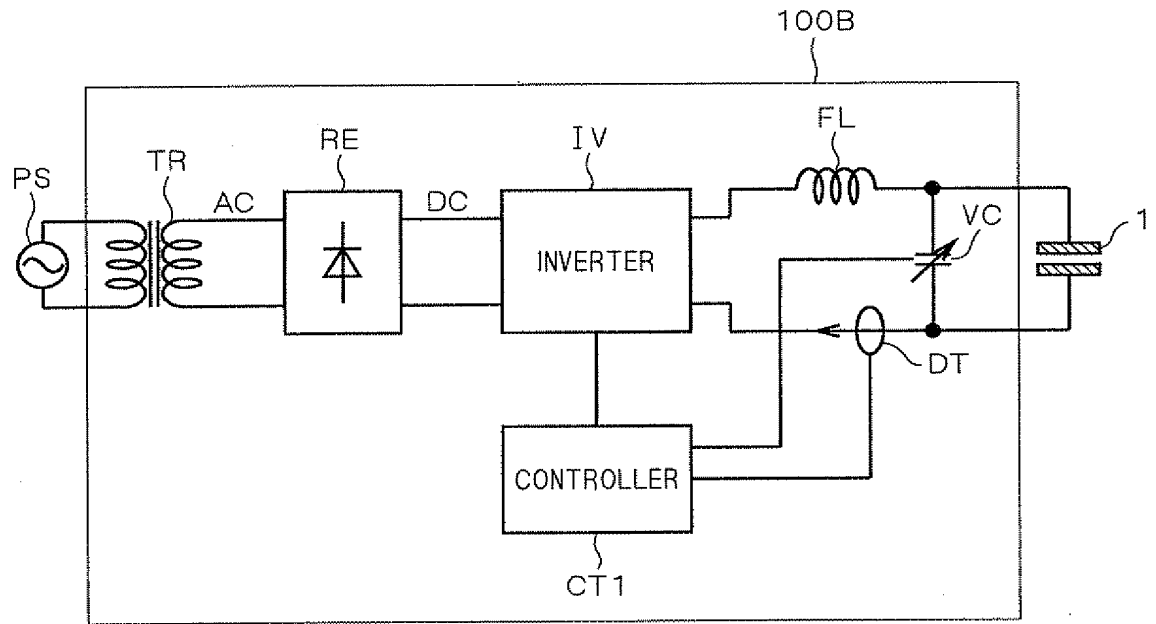 100B
PS
TR
AC
RE
DC
IV
FL
VC
1
INVERTER
DT
CONTROLLER
CT1